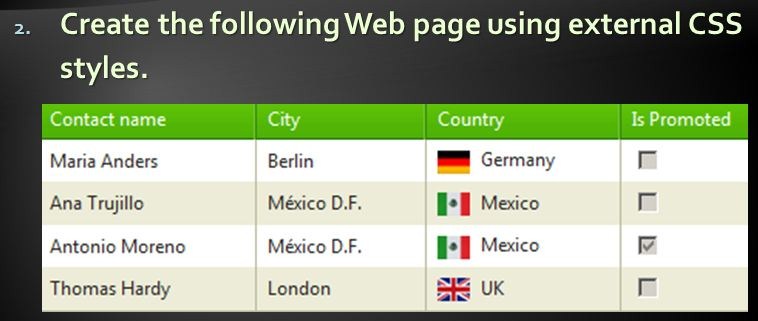 2. Create the following Web page using external CSS
styles.
Contact name City Country Is Promoted
Maria Anders Berlin Germany
Ana Trujillo México D.F. Mexico
Antonio Moreno México D.F. Mexico
Thomas Hardy London UK